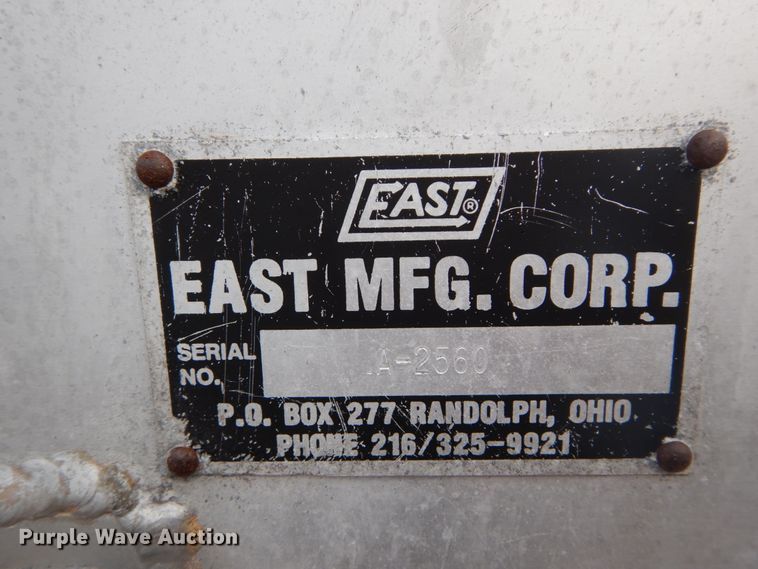 EAST®
EAST MFG. CORP.
SERIAL NO.
A-2560
P.O. BOX 277 RANDOLPH, OHIO
PHONE 216/325-9921
Purple Wave Auction